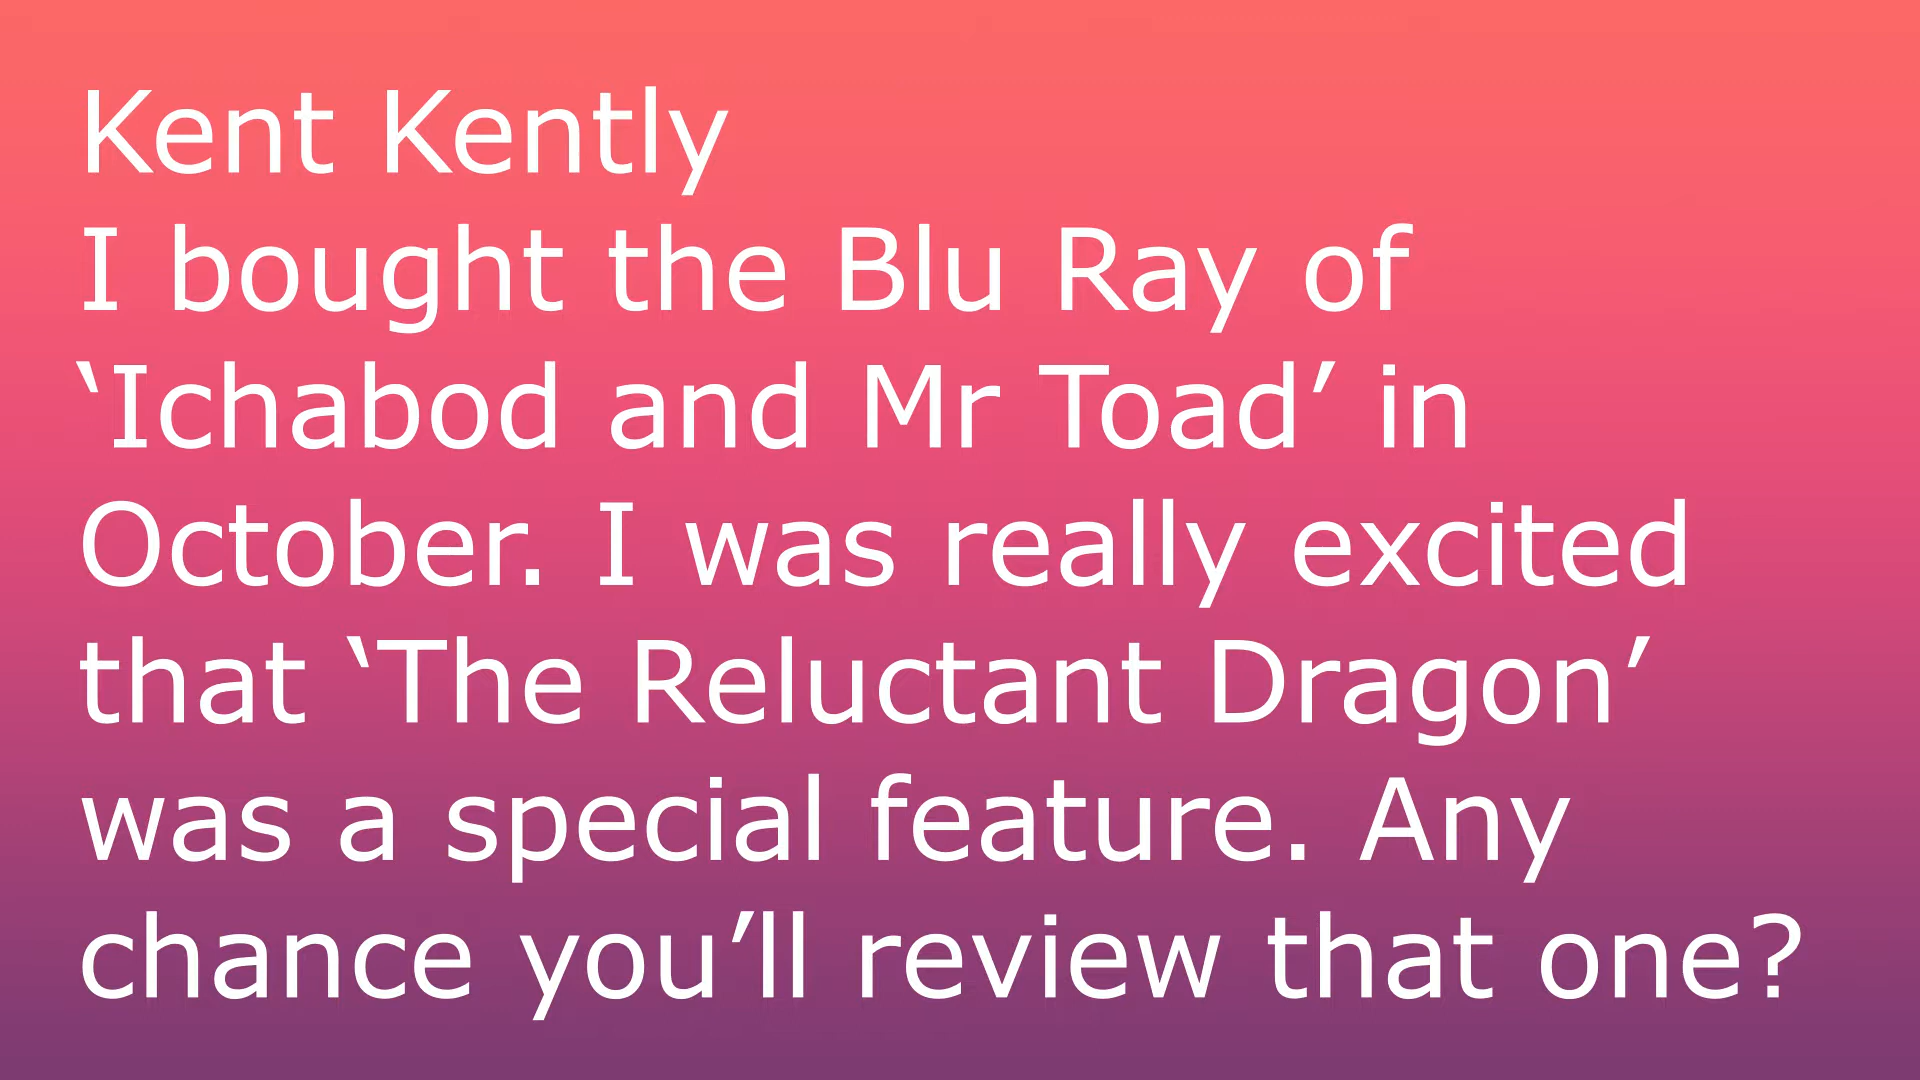 Kent Kently
I bought the Blu Ray of
‘Ichabod and Mr Toad’ in
October. I was really excited
that ‘The Reluctant Dragon’
was a special feature. Any
chance you’ll review that one?